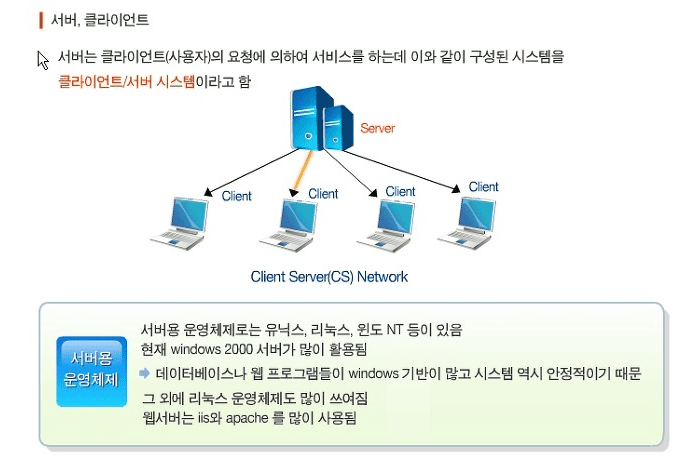 서버, 클라이언트
서버는 클라이언트(사용자)의 요청에 의하여 서비스를 하는데 이와 같이 구성된 시스템을
클라이언트/서버 시스템이라고 함
Server
Client
Client
Client
Client
Client Server(CS) Network
서버용
운영체제
서버용 운영체제로는 유닉스, 리눅스, 윈도 NT 등이 있음
현재 windows 2000 서버가 많이 활용됨
데이터베이스나 웹 프로그램들이 windows 기반이 많고 시스템 역시 안정적이기 때문
그 외에 리눅스 운영체제도 많이 쓰여짐
웹서버는 iis와 apache 를 많이 사용됨